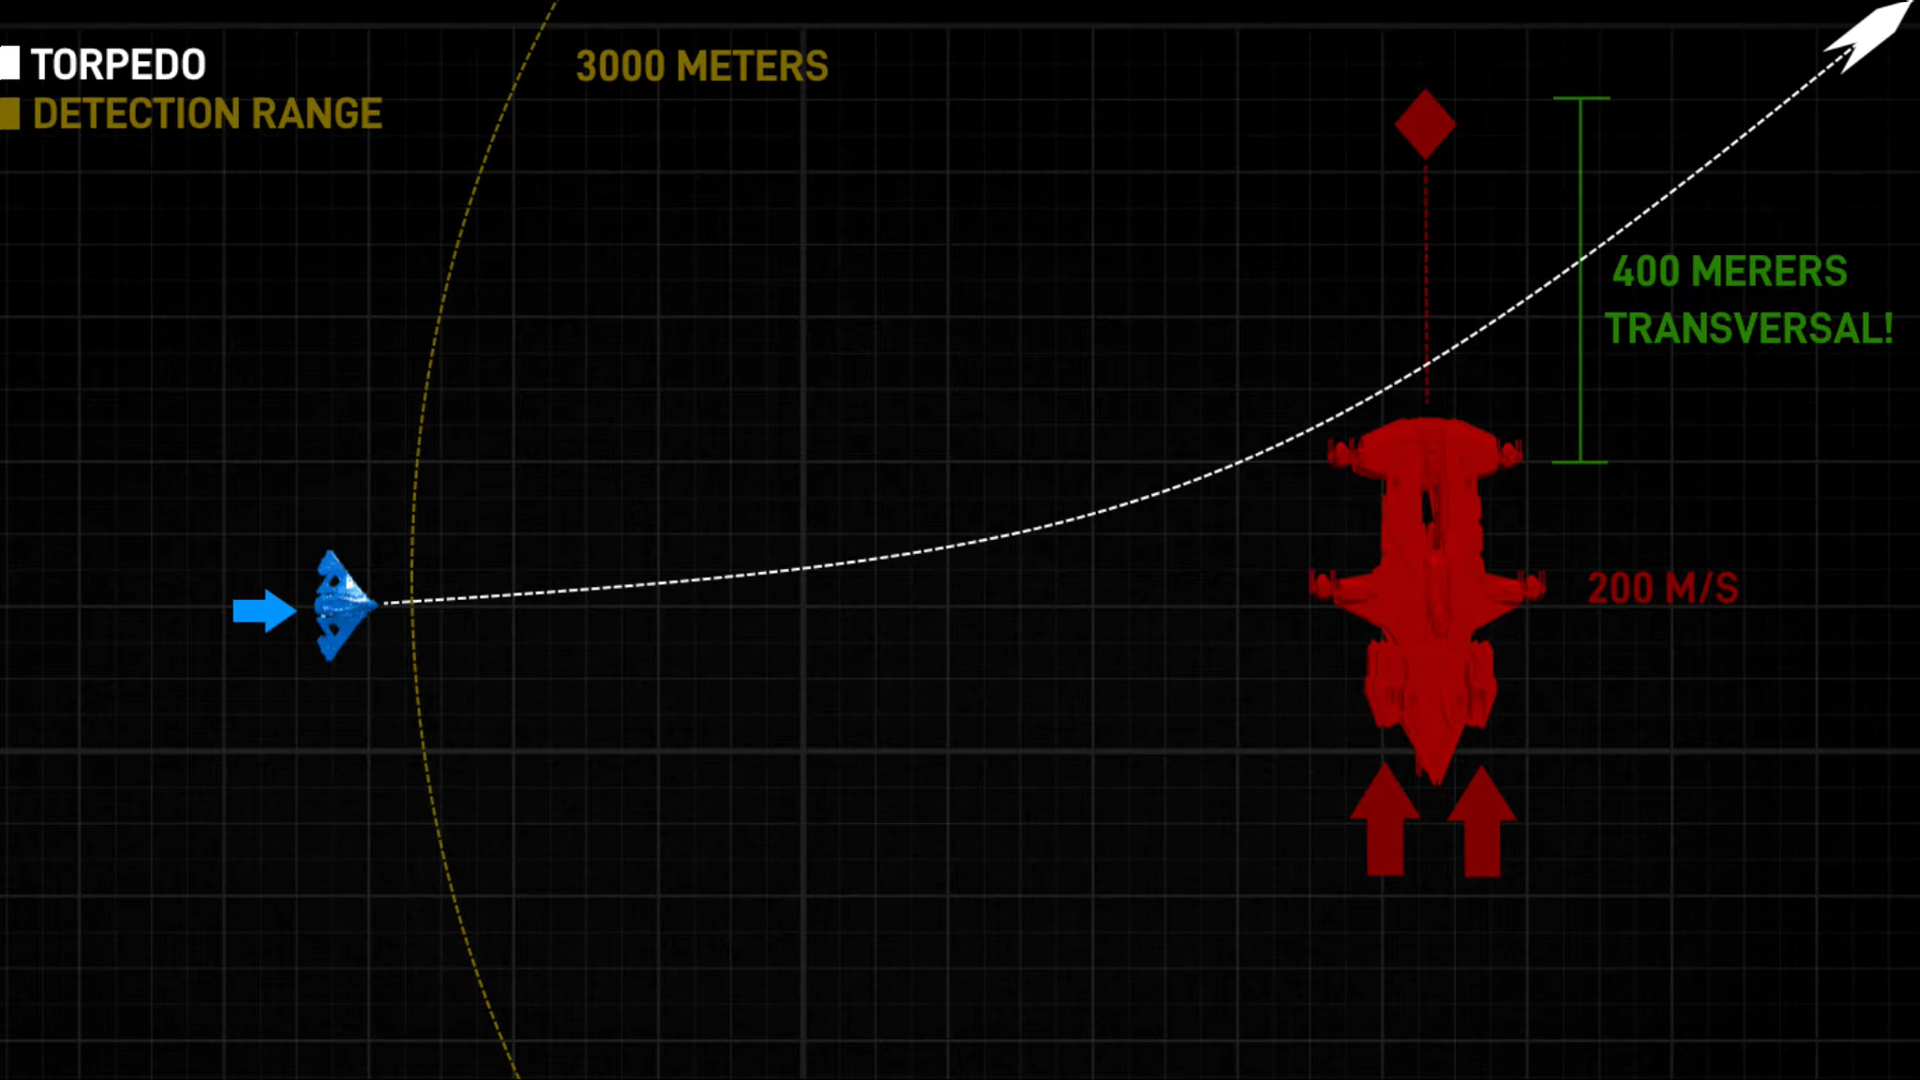 TORPEDO
DETECTION RANGE
3000 METERS
400 MERERS
TRANSVERSAL!
200 M/S